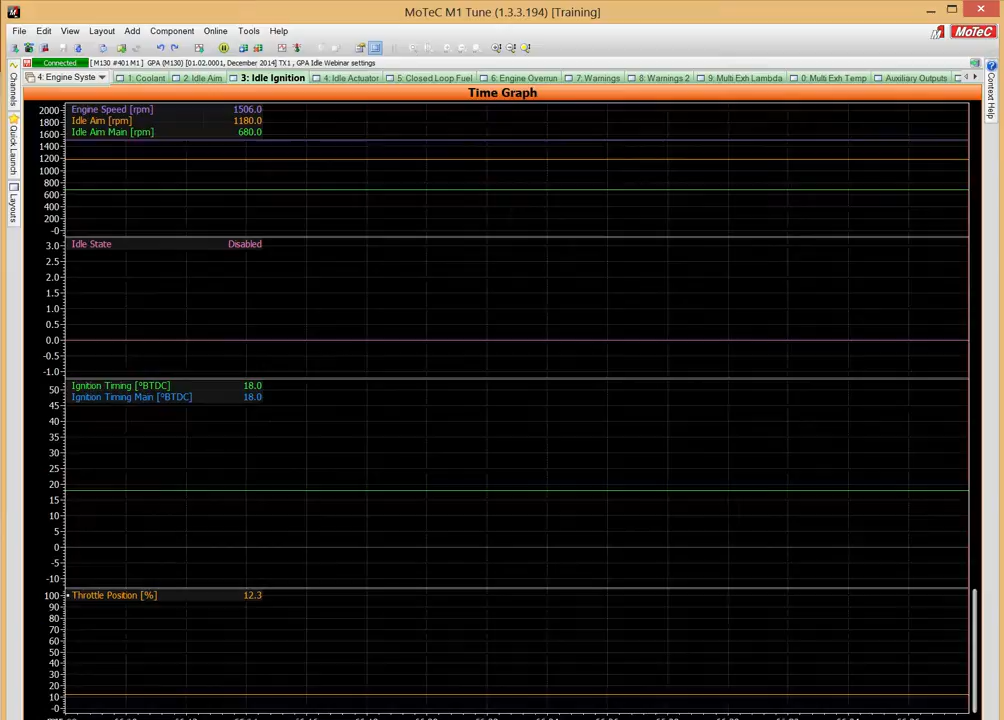 MoTeC M1 Tune (1.3.3.194) [Training]
File Edit View Layout Add Component Online Tools Help
M1 MoTeC
Connected [M130 #401 M1] GPA (M130) [01.02.0001, December 2014] TX1 , GPA Idle Webinar settings
4: Engine Syste 1: Coolant 2: Idle Aim 3: Idle Ignition 4: Idle Actuator 5: Closed Loop Fuel 6: Engine Overrun 7: Warnings 8: Warnings 2 9: Multi Exh Lambda 0: Multi Exh Temp Auxiliary Outputs
Channels
Quick Launch
Layouts
Context Help
Time Graph
Engine Speed [rpm] 1506.0
Idle Aim [rpm] 1180.0
Idle Aim Main [rpm] 680.0
2000
1800
1600
1400
1200
1000
800
600
400
200
-0
Idle State Disabled
3.0
2.5
2.0
1.5
1.0
0.5
0.0
-0.5
-1.0
Ignition Timing [ºBTDC] 18.0
Ignition Timing Main [ºBTDC] 18.0
50
45
40
35
30
25
20
15
10
5
0
-5
-10
Throttle Position [%] 12.3
100
90
80
70
60
50
40
30
20
10
-0